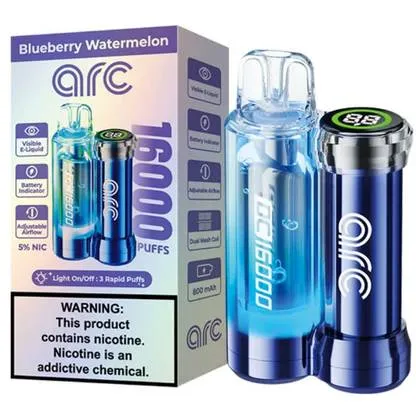 Blueberry Watermelon
arc
16000
PUFFS
Visible
E-Liquid
Battery
Indicator
Adjustable
Airflow
5% NIC
Light On/Off : 3 Rapid Puffs
WARNING:
This product
contains nicotine.
Nicotine is an
addictive chemical.
arc
Visible E-Liquid
Battery Indicator
Adjustable Airflow
Dual Mesh Coil
800 mAh
arc
88
arc